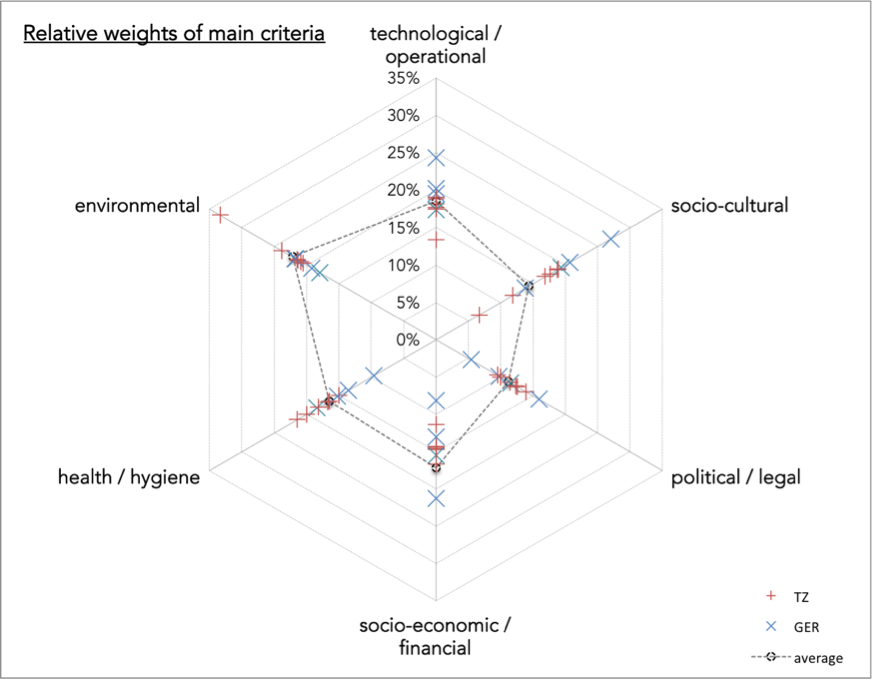 Relative weights of main criteria
technological /
operational
35%
30%
25%
20%
15%
10%
5%
0%
environmental
socio-cultural
health / hygiene
political / legal
socio-economic /
financial
TZ
GER
average